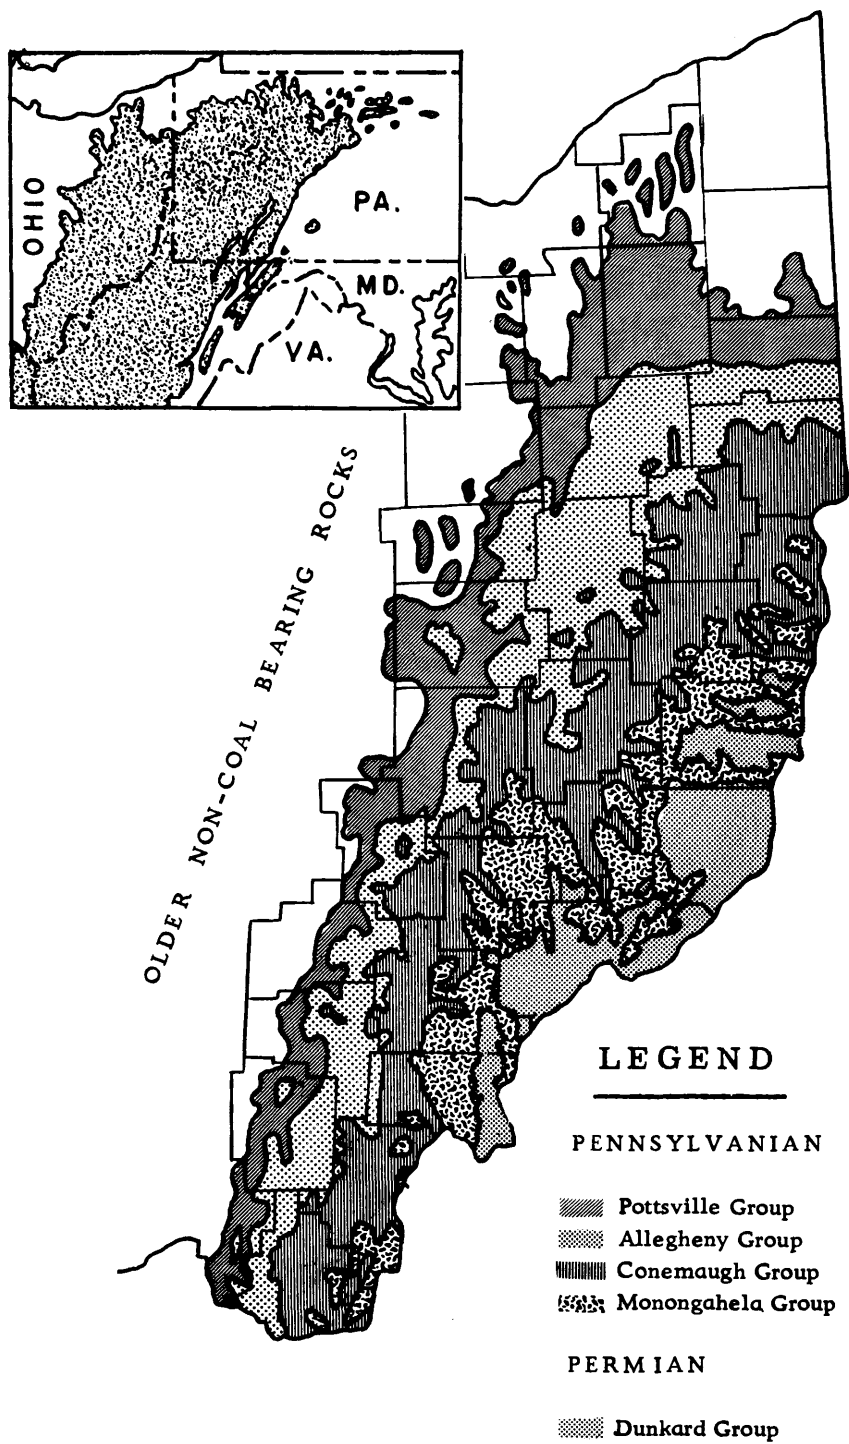 OHIO
PA.
MD.
VA.
OLDER NON-COAL BEARING ROCKS
LEGEND
PENNSYLVANIAN
Pottsville Group
Allegheny Group
Conemaugh Group
Monongahela Group
PERMIAN
Dunkard Group